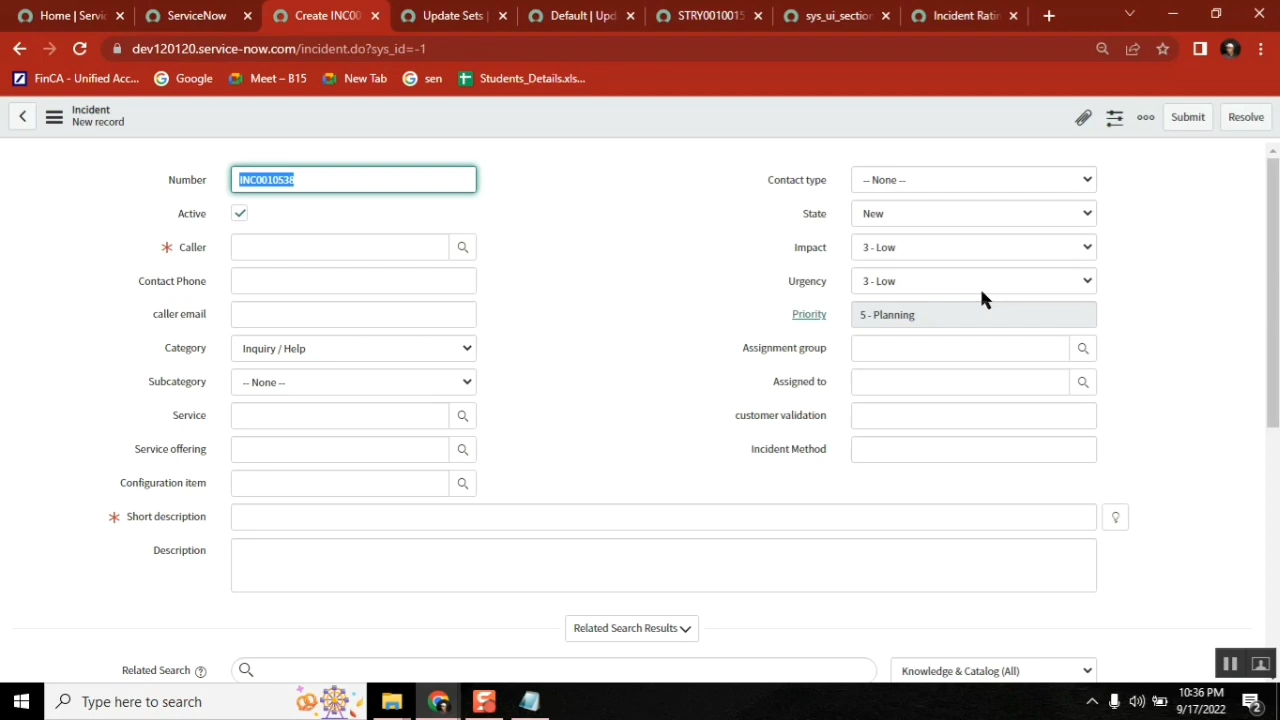 Home | Servic
ServiceNow
Create INC00
Update Sets |
Default | Upd
STRY0010015
sys_ui_section
Incident Ratin
dev120120.service-now.com/incident.do?sys_id=-1
FinCA - Unified Acc...
Google
Meet – B15
New Tab
sen
Students_Details.xls...
Incident
New record
Submit
Resolve
Number
INC0010538
Active
Caller
Contact Phone
caller email
Category
Inquiry / Help
Subcategory
-- None --
Service
Service offering
Configuration item
Contact type
-- None --
State
New
Impact
3 - Low
Urgency
3 - Low
Priority
5 - Planning
Assignment group
Assigned to
customer validation
Incident Method
Short description
Description
Related Search Results
Related Search
Knowledge & Catalog (All)
Type here to search
10:36 PM
9/17/2022
2